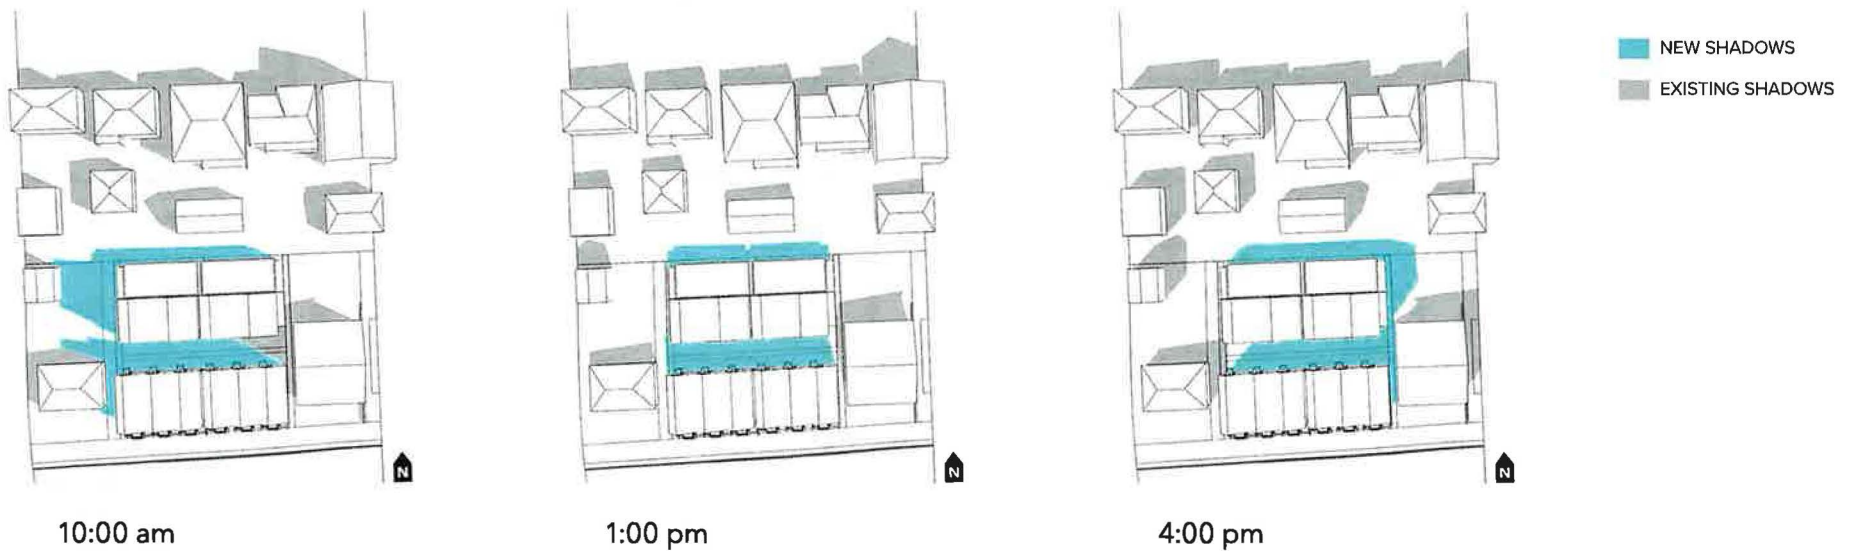 NEW SHADOWS
EXISTING SHADOWS
N
N
N
10:00 am
1:00 pm
4:00 pm